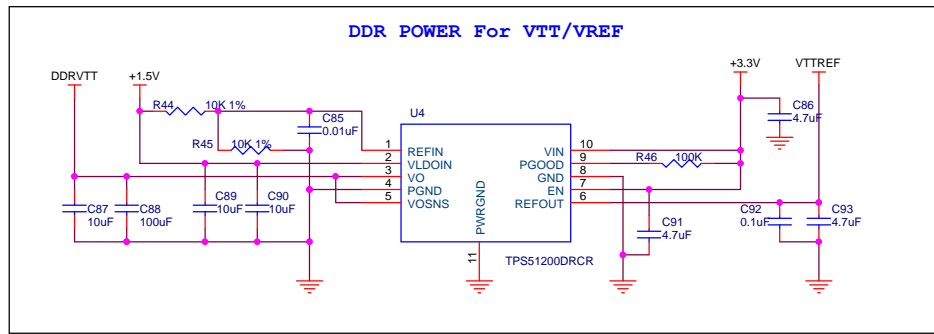 DDR POWER For VTT/VREF
DDRVTT
+1.5V
+3.3V
VTTREF
R44
10K 1%
C85
0.01uF
U4
C86
4.7uF
R45
10K 1%
1
REFIN
VIN
10
2
VLDOIN
PGOOD
9
R46
100K
3
VO
GND
8
4
PGND
EN
7
5
VOSNS
REFOUT
6
C87
10uF
C88
100uF
C89
10uF
C90
10uF
PWRGND
11
TPS51200DRCR
C91
4.7uF
C92
0.1uF
C93
4.7uF